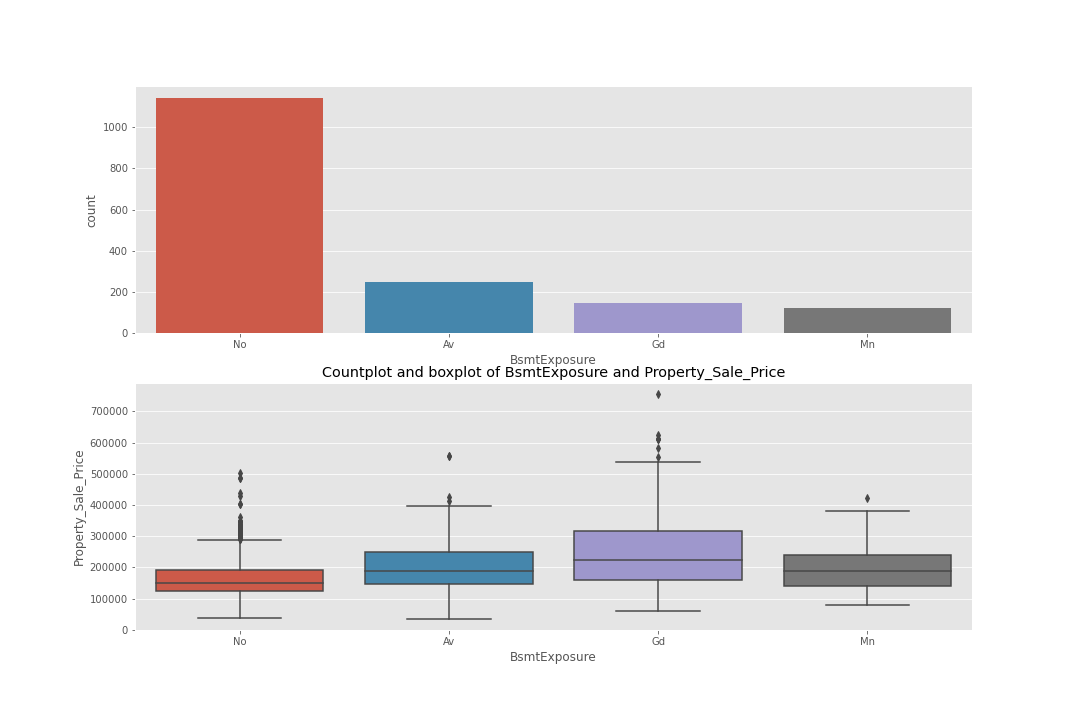 1000
800
600
400
200
0
count
No Av Gd Mn
BsmtExposure
Countplot and boxplot of BsmtExposure and Property_Sale_Price
700000
600000
500000
400000
300000
200000
100000
0
Property_Sale_Price
No Av Gd Mn
BsmtExposure